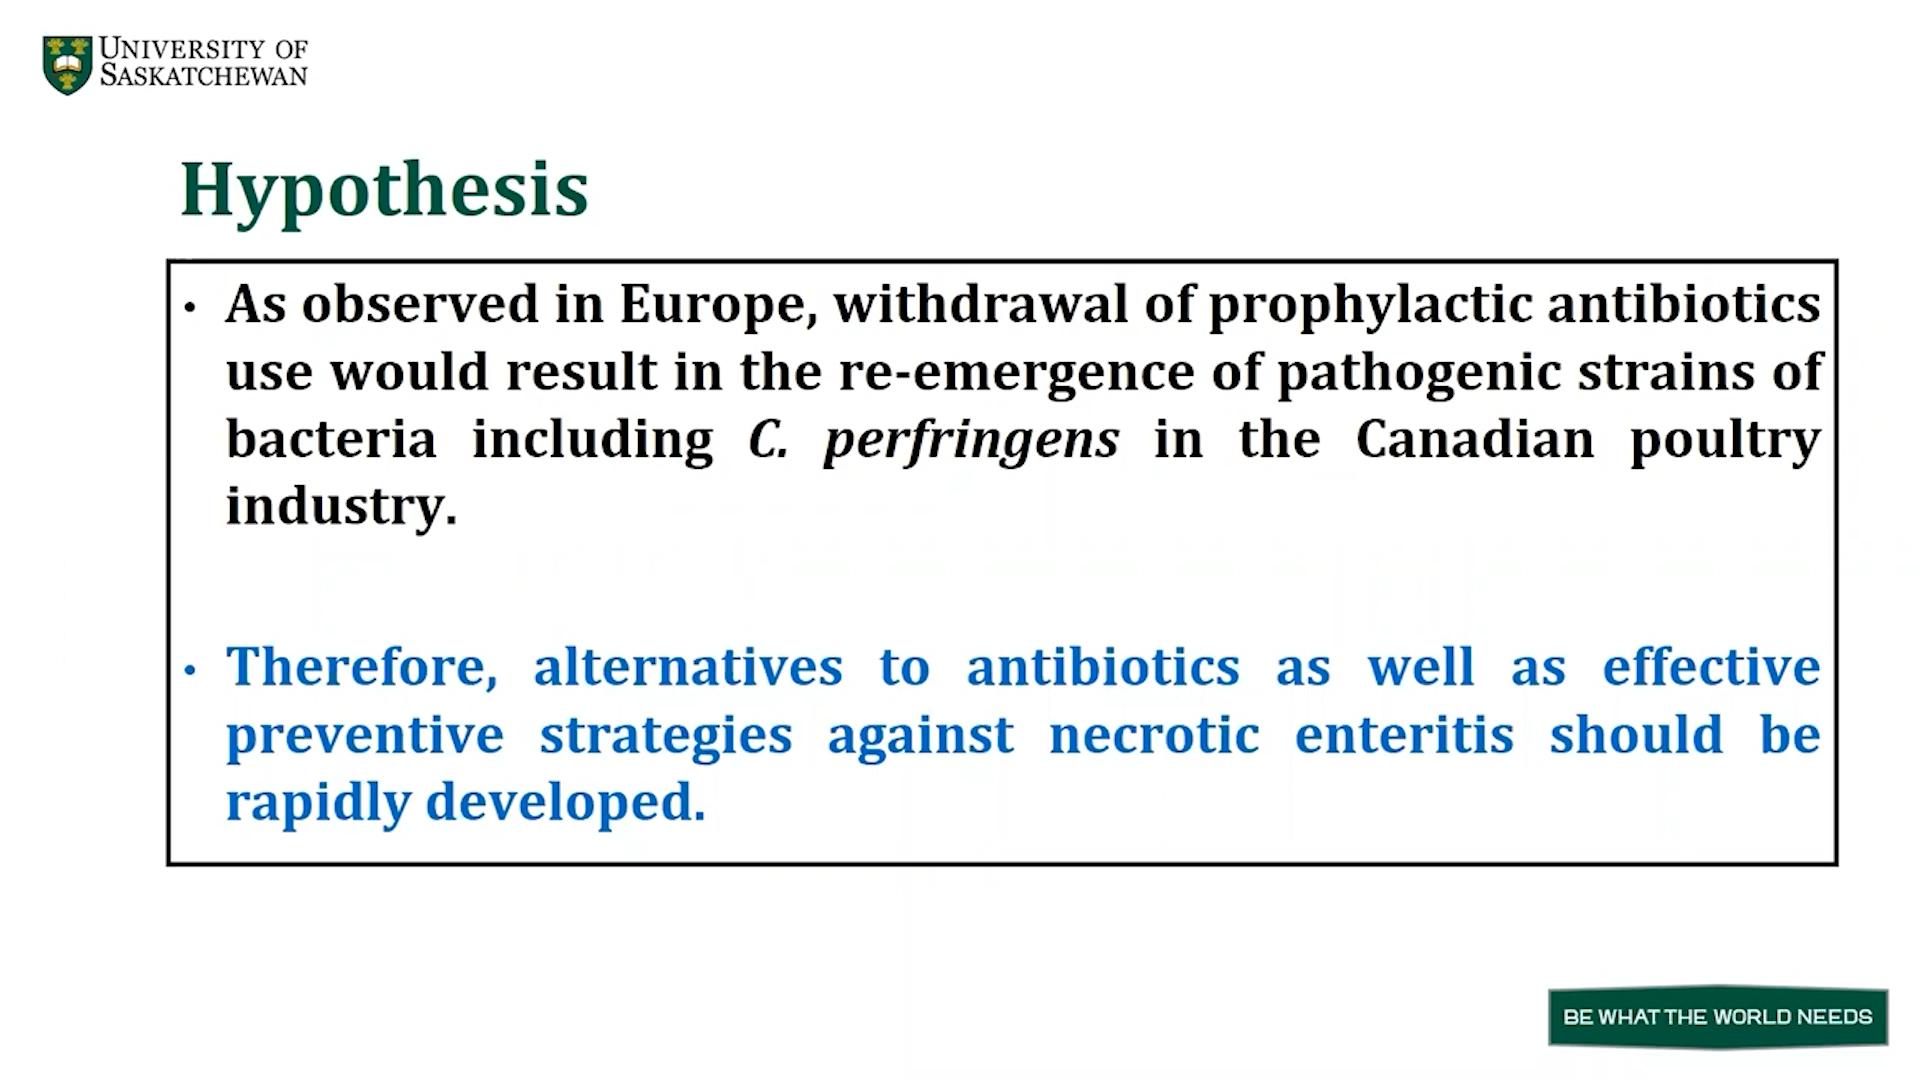 UNIVERSITY OF
SASKATCHEWAN
Hypothesis
• As observed in Europe, withdrawal of prophylactic antibiotics
use would result in the re-emergence of pathogenic strains of
bacteria including C. perfringens in the Canadian poultry
industry.
• Therefore, alternatives to antibiotics as well as effective
preventive strategies against necrotic enteritis should be
rapidly developed.
BE WHAT THE WORLD NEEDS